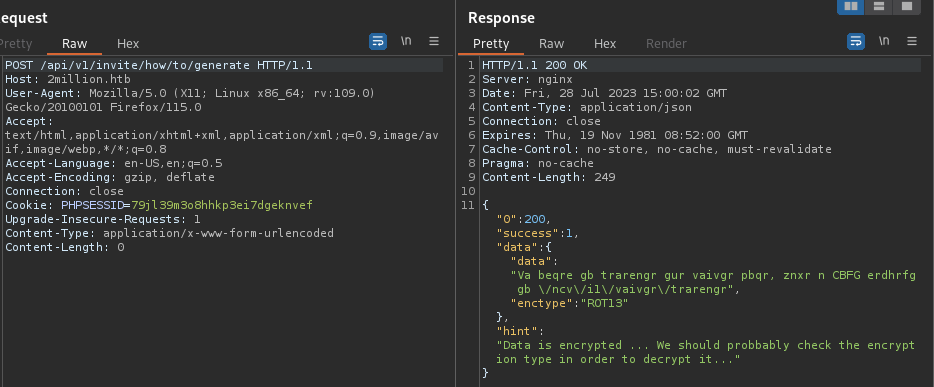 equest
Pretty Raw Hex
\n
POST /api/v1/invite/how/to/generate HTTP/1.1
Host: 2million.htb
User-Agent: Mozilla/5.0 (X11; Linux x86_64; rv:109.0)
Gecko/20100101 Firefox/115.0
Accept:
text/html,application/xhtml+xml,application/xml;q=0.9,image/av
if,image/webp,*/*;q=0.8
Accept-Language: en-US,en;q=0.5
Accept-Encoding: gzip, deflate
Connection: close
Cookie: PHPSESSID=79jl39m3o8hhkp3ei7dgeknvef
Upgrade-Insecure-Requests: 1
Content-Type: application/x-www-form-urlencoded
Content-Length: 0
Response
Pretty Raw Hex Render
\n
1 HTTP/1.1 200 OK
2 Server: nginx
3 Date: Fri, 28 Jul 2023 15:00:02 GMT
4 Content-Type: application/json
5 Connection: close
6 Expires: Thu, 19 Nov 1981 08:52:00 GMT
7 Cache-Control: no-store, no-cache, must-revalidate
8 Pragma: no-cache
9 Content-Length: 249
10
11 {
"0":200,
"success":1,
"data":{
"data":
"Va beqre gb trarengr gur vaivgr pbqr, znxr n CBFG erdhrfg
gb \/ncv\/i1\/vaivgr\/trarengr",
"enctype":"ROT13"
},
"hint":
"Data is encrypted ... We should probbably check the encrypt
ion type in order to decrypt it..."
}